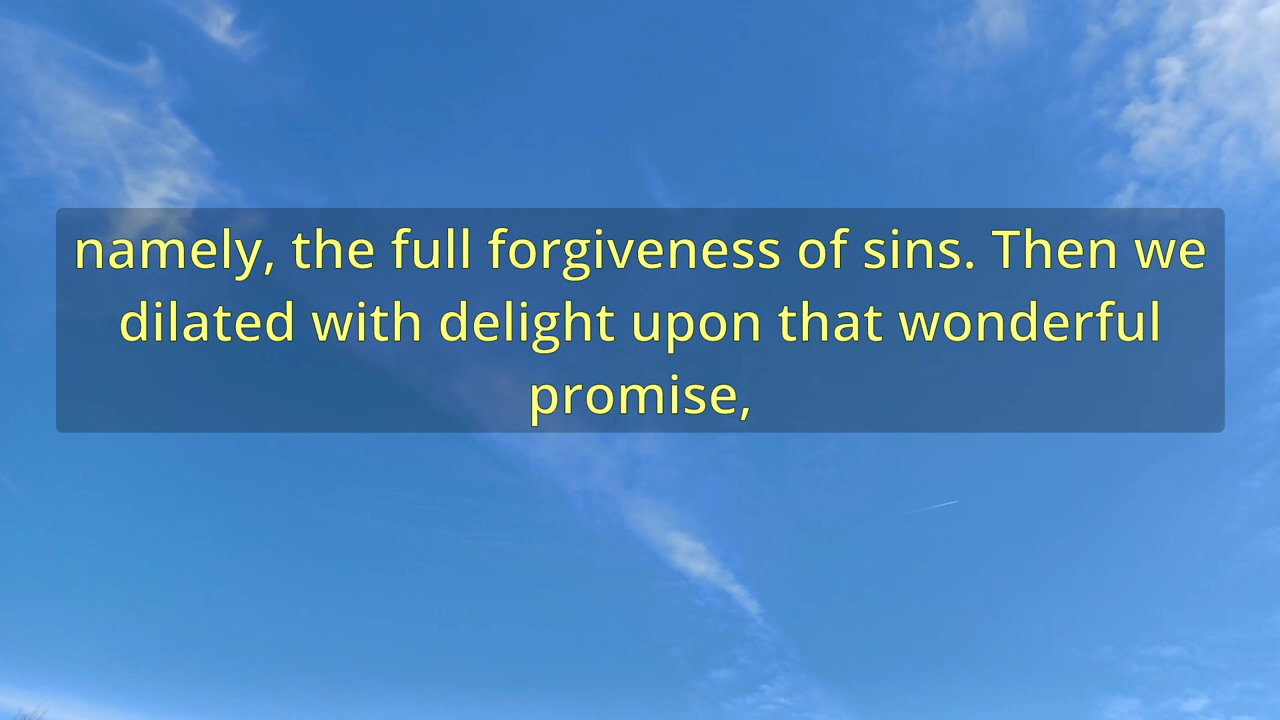 namely, the full forgiveness of sins. Then we
dilated with delight upon that wonderful
promise,